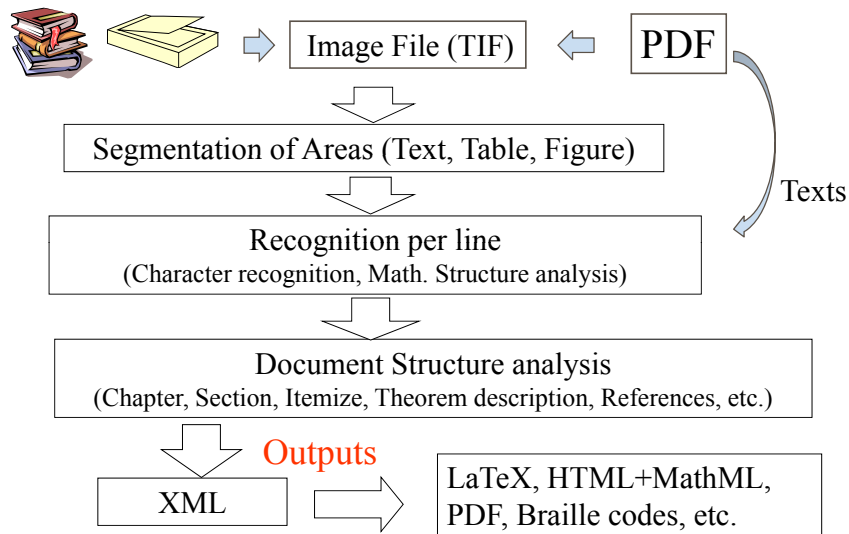 Image File (TIF)
PDF
Segmentation of Areas (Text, Table, Figure)
Texts
Recognition per line
(Character recognition, Math. Structure analysis)
Document Structure analysis
(Chapter, Section, Itemize, Theorem description, References, etc.)
Outputs
XML
LaTeX, HTML+MathML,
PDF, Braille codes, etc.